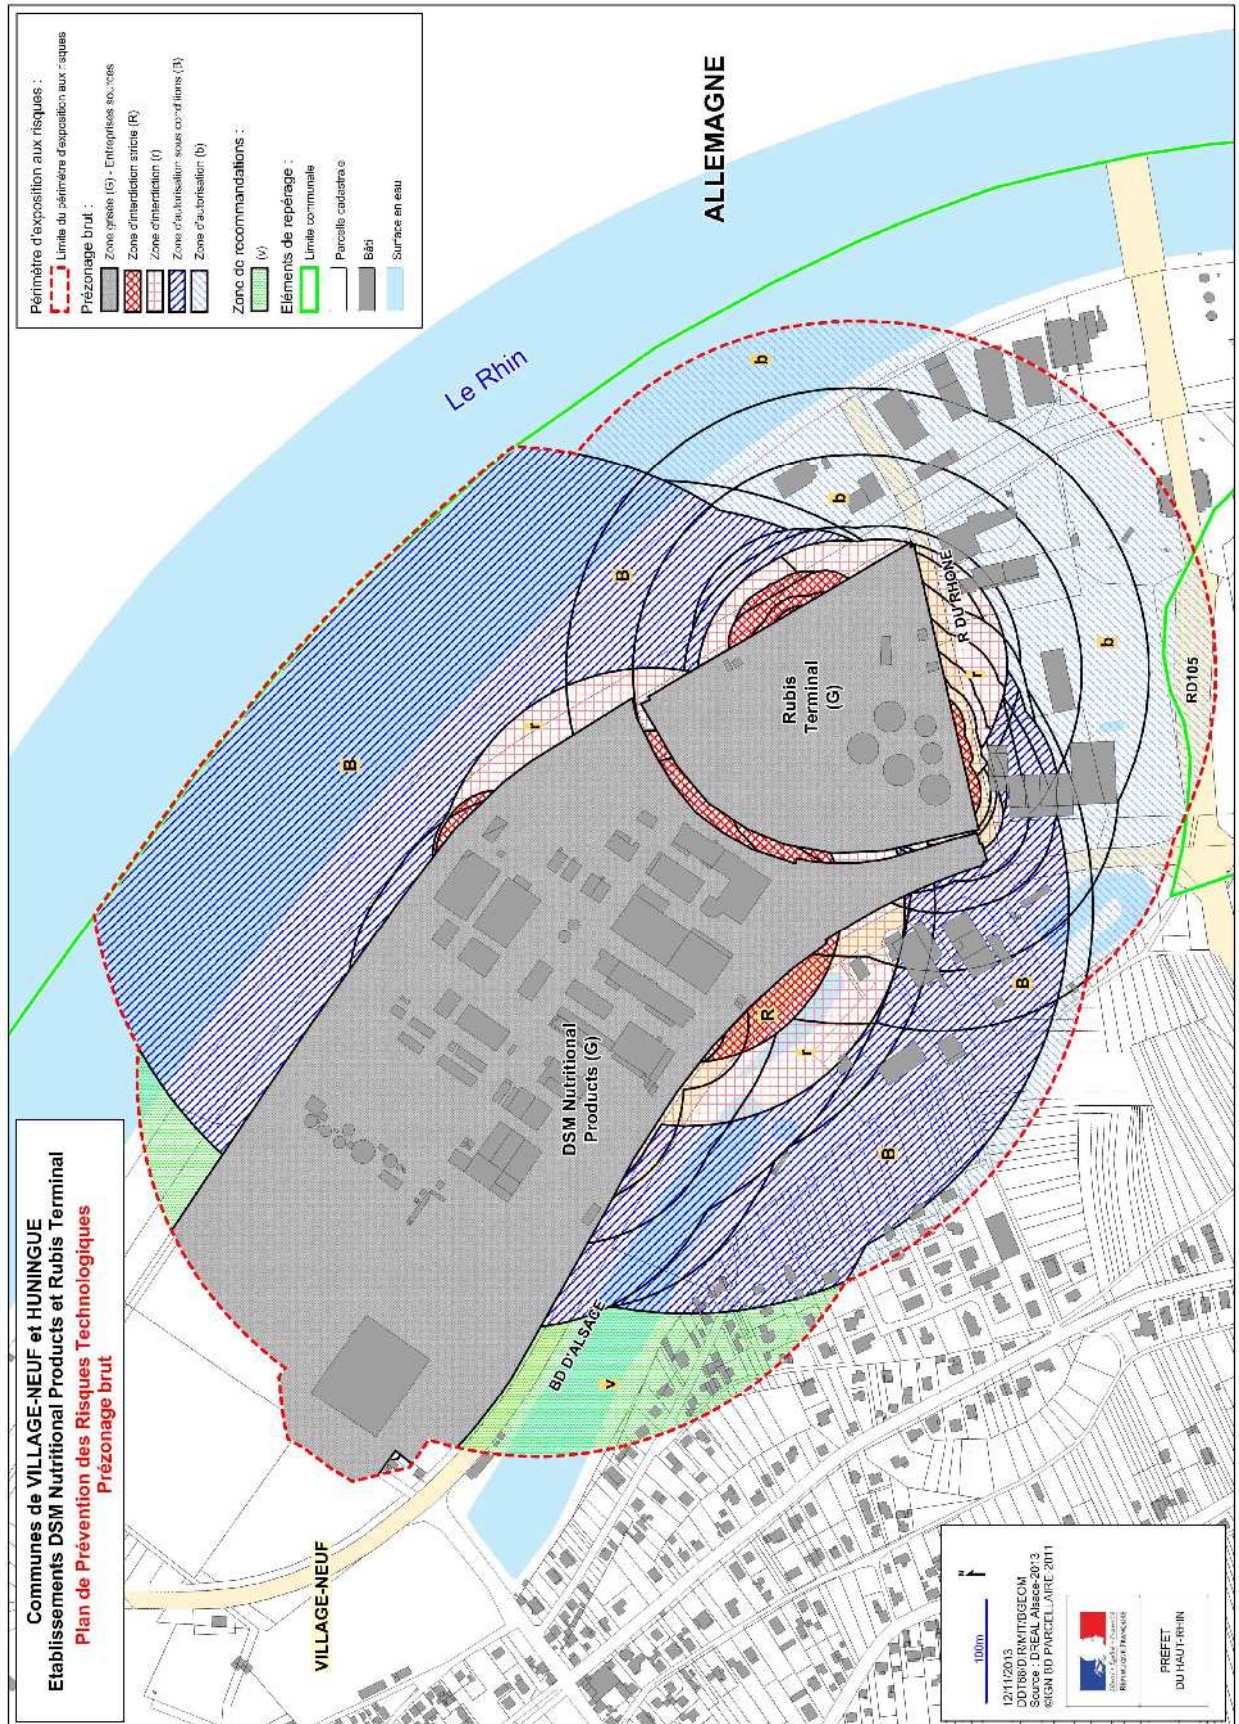 Communes de VILLAGE-NEUF et HUNINGUE
Etablissements DSM Nutritional Products et Rubis Terminal
Plan de Prévention des Risques Technologiques
Prézonage brut
Périmètre d'exposition aux risques :
Limite du périmètre d'exposition aux risques
Prézonage brut :
Zone grisée (G) - Entreprises sources
Zone d'interdiction stricte (R)
Zone d'interdiction (r)
Zone d'autorisation sous conditions (B)
Zone d'autorisation (b)
Zone de recommandations :
(v)
Eléments de repérage :
Limite communale
Parcelle cadastrale
Bâti
Surface en eau
ALLEMAGNE
Le Rhin
b
B
b
B
r
R DU RHONE
Rubis
Terminal
(G)
r
b
RD105
DSM Nutritional
Products (G)
R
r
B
B
BD D'ALSACE
v
VILLAGE-NEUF
N
100m
12/11/2013
Source : DREAL Alsace-2013
©IGN BD PARCELLAIRE 2011
RÉPUBLIQUE FRANÇAISE
PREFET
DU HAUT-RHIN